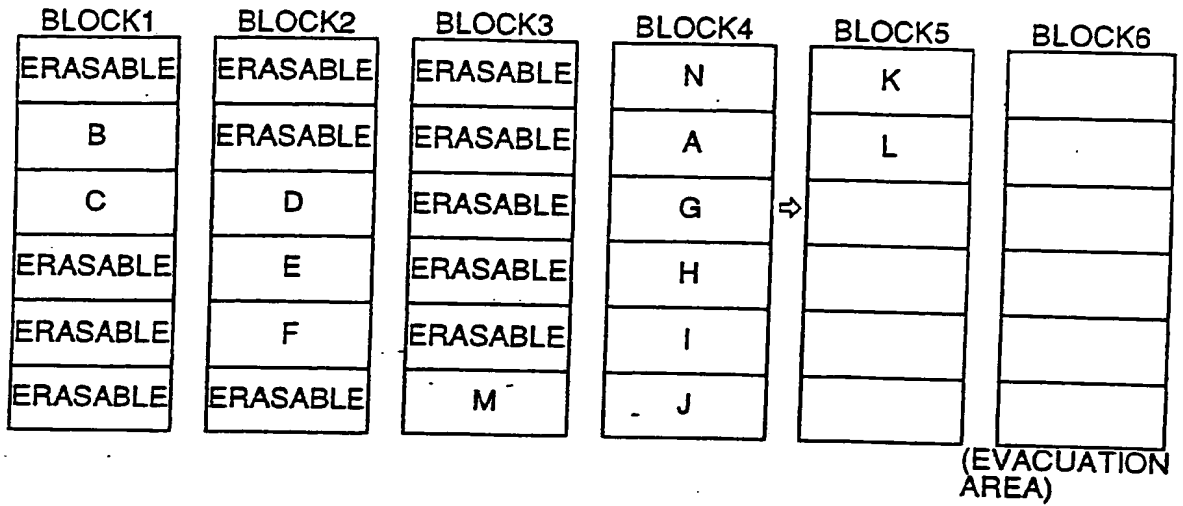 BLOCK1 BLOCK2 BLOCK3 BLOCK4 BLOCK5 BLOCK6
ERASABLE ERASABLE ERASABLE N K
B ERASABLE ERASABLE A L
C D ERASABLE G ⇨
ERASABLE E ERASABLE H
ERASABLE F ERASABLE I
ERASABLE ERASABLE M J
(EVACUATION
AREA)